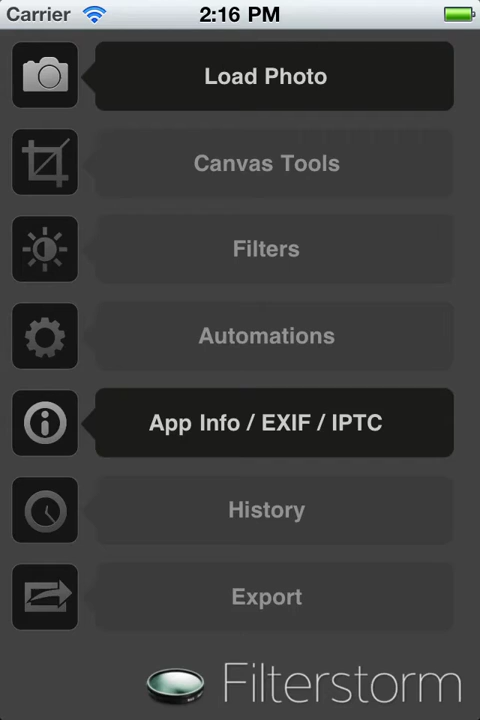 Carrier 2:16 PM
Load Photo
Canvas Tools
Filters
Automations
App Info / EXIF / IPTC
History
Export
Filterstorm